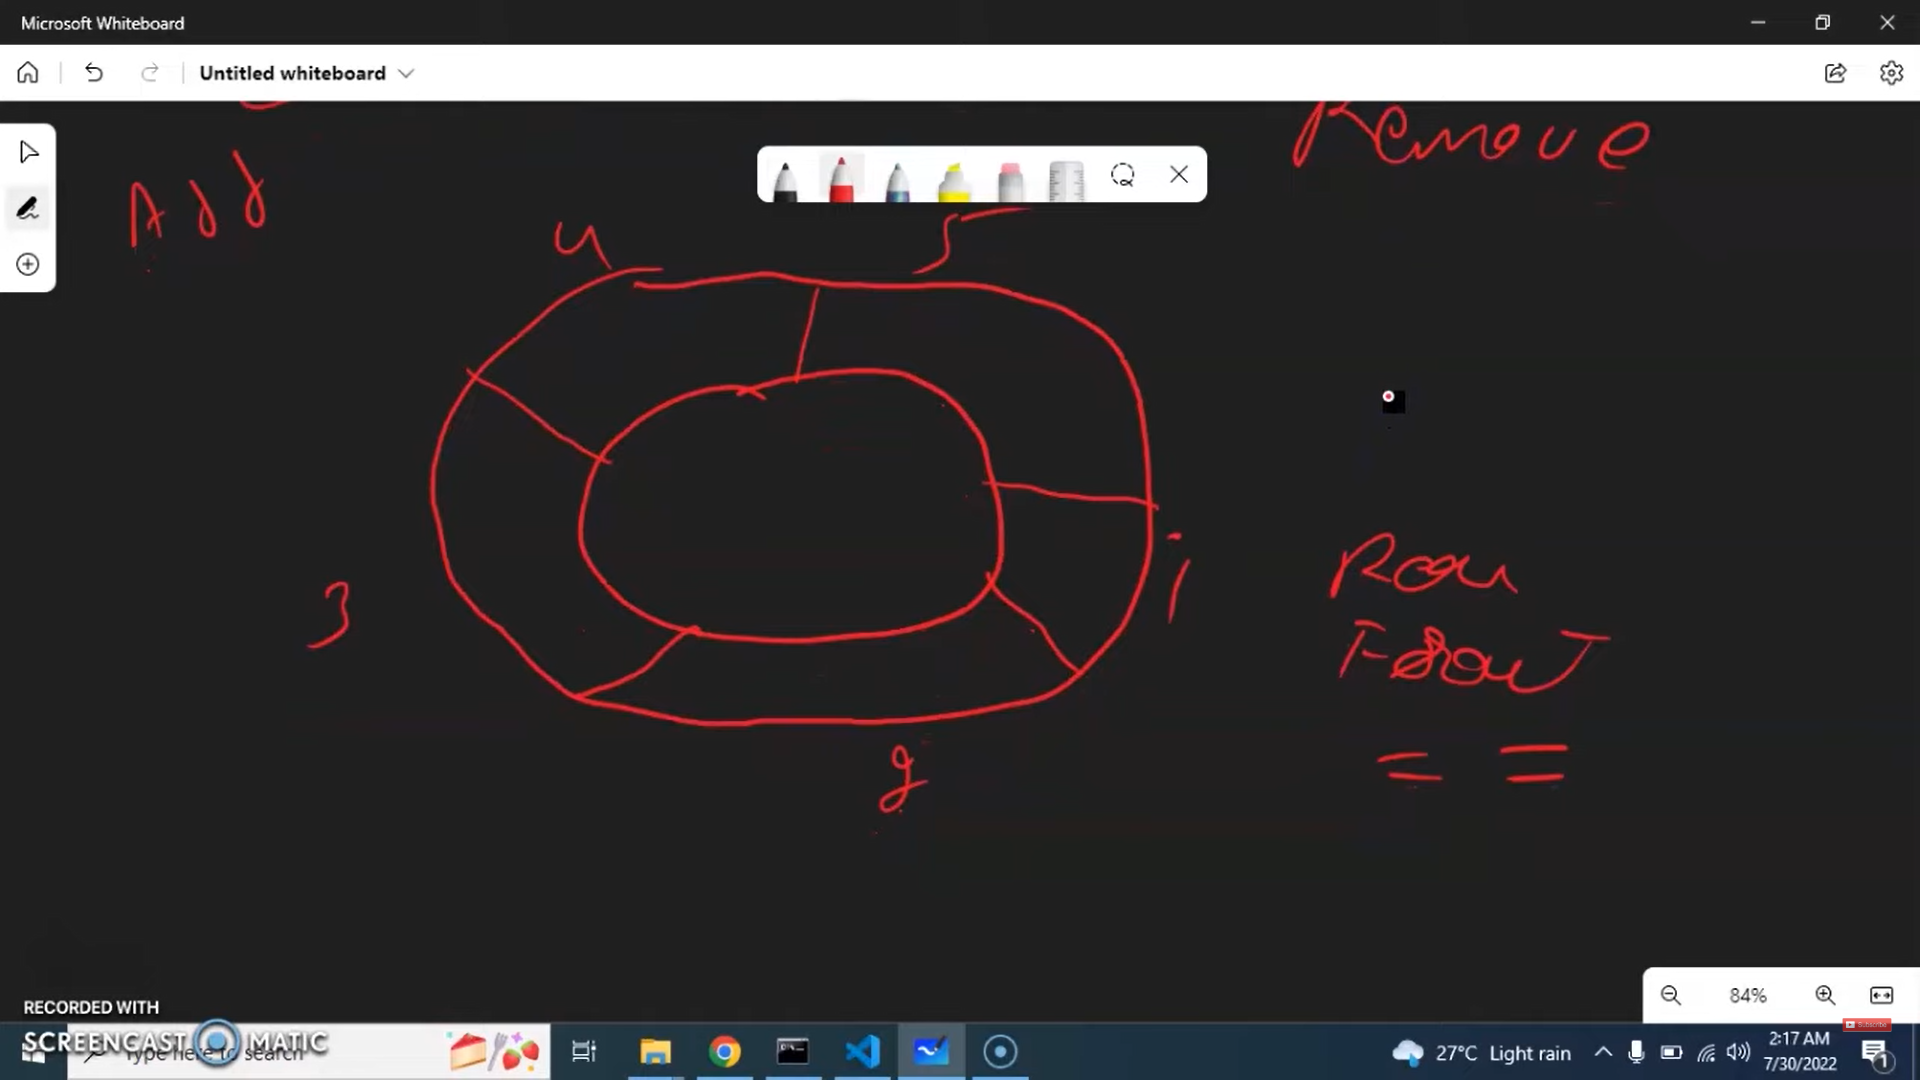 Microsoft Whiteboard
Untitled whiteboard
Remove
Add
4
5
3
i
Rear
Front
= =
2
84%
RECORDED WITH
SCREENCAST MATIC
Type here to search
Subscribe
27°C Light rain
2:17 AM
7/30/2022
1